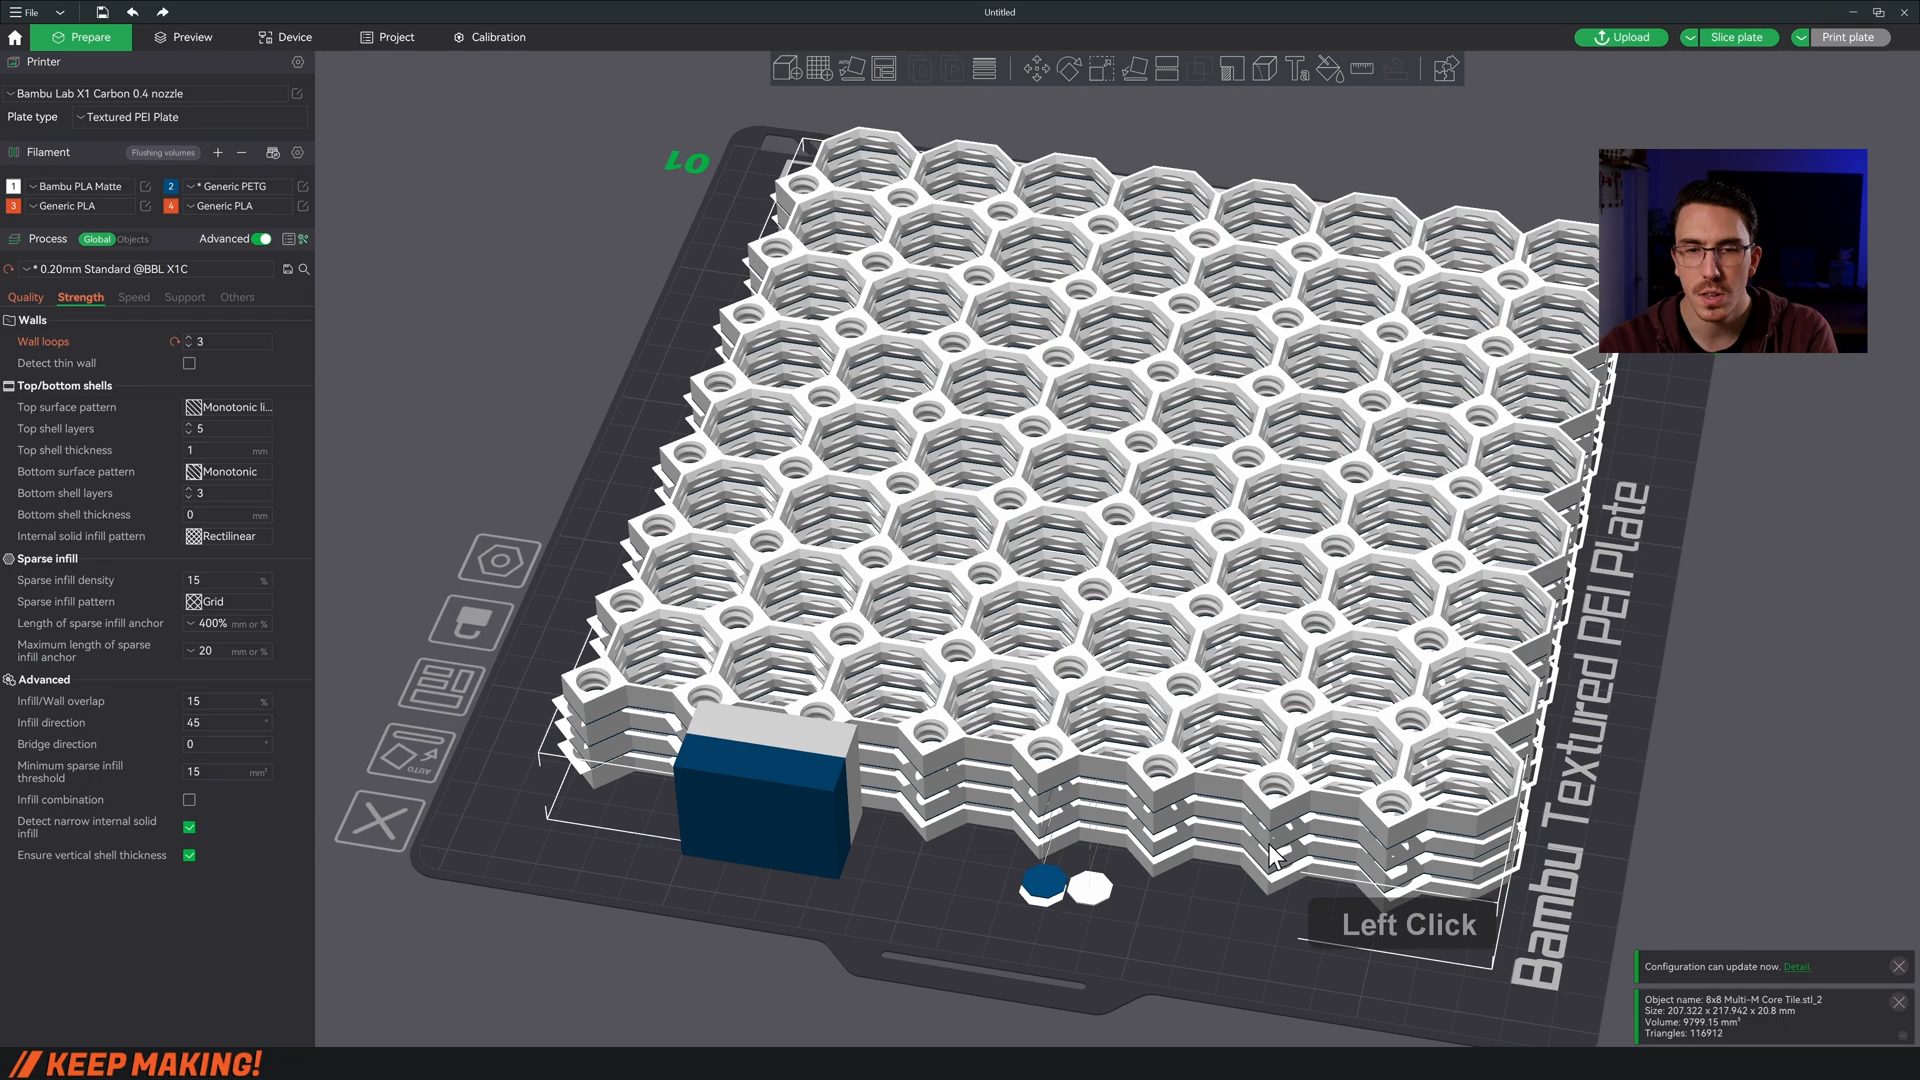 File
Untitled
Prepare
Preview
Device
Project
Calibration
Upload
Slice plate
Print plate
Printer
Bambu Lab X1 Carbon 0.4 nozzle
Plate type
Textured PEI Plate
Filament
Flushing volumes
1 Bambu PLA Matte
2 * Generic PETG
3 Generic PLA
4 Generic PLA
Process
Global
Objects
Advanced
* 0.20mm Standard @BBL X1C
Quality
Strength
Speed
Support
Others
Walls
Wall loops 3
Detect thin wall
Top/bottom shells
Top surface pattern Monotonic li...
Top shell layers 5
Top shell thickness 1 mm
Bottom surface pattern Monotonic
Bottom shell layers 3
Bottom shell thickness 0 mm
Internal solid infill pattern Rectilinear
Sparse infill
Sparse infill density 15 %
Sparse infill pattern Grid
Length of sparse infill anchor 400% mm or %
Maximum length of sparse
infill anchor 20 mm or %
Advanced
Infill/Wall overlap 15 %
Infill direction 45 °
Bridge direction 0 °
Minimum sparse infill
threshold 15 mm²
Infill combination
Detect narrow internal solid
infill
Ensure vertical shell thickness
01
AUTO
Bambu Textured PEI Plate
Left Click
Configuration can update now. Detail.
Object name: 8x8 Multi-M Core Tile.stl_2
Size: 207.322 x 217.942 x 20.8 mm
Volume: 9799.15 mm³
Triangles: 116912
// KEEP MAKING!